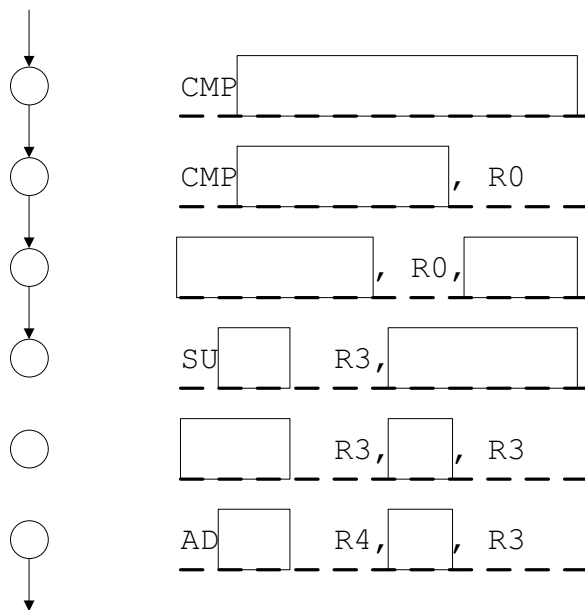 CMP
CMP , R0
, R0,
SU R3,
R3, , R3
AD R4, , R3